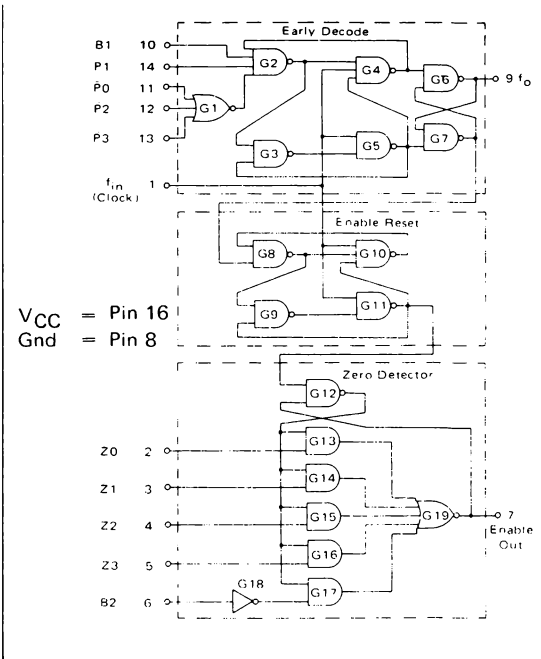 Early Decode
B1 10
P1 14
P0 11
P2 12
P3 13
G1
G2
G3
G4
G5
G6
G7
9 fo
fin 1
(Clock)
Enable Reset
G8
G9
G10
G11
VCC = Pin 16
Gnd = Pin 8
Zero Detector
G12
G13
G14
G15
G16
G17
G18
G19
Z0 2
Z1 3
Z2 4
Z3 5
B2 6
7
Enable
Out